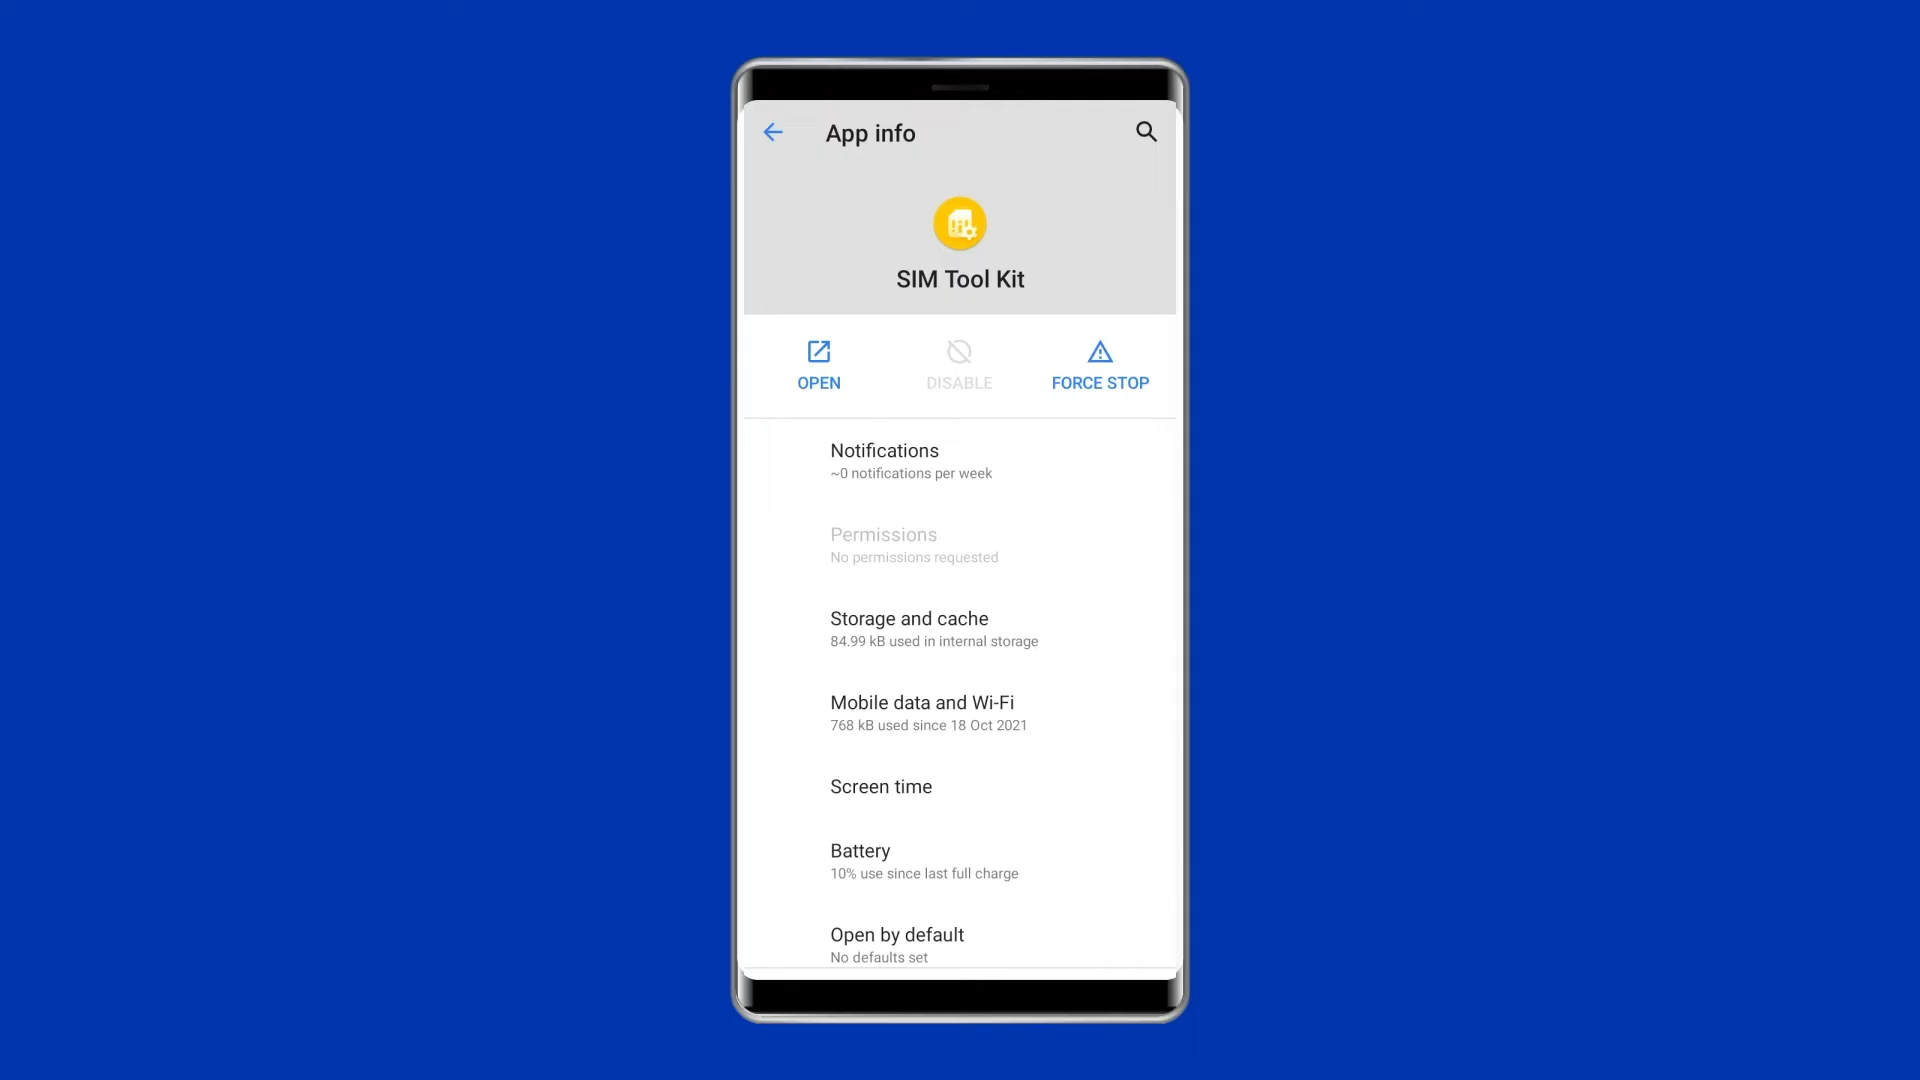 App info
SIM Tool Kit
OPEN
DISABLE
FORCE STOP
Notifications
~0 notifications per week
Permissions
No permissions requested
Storage and cache
84.99 kB used in internal storage
Mobile data and Wi-Fi
768 kB used since 18 Oct 2021
Screen time
Battery
10% use since last full charge
Open by default
No defaults set